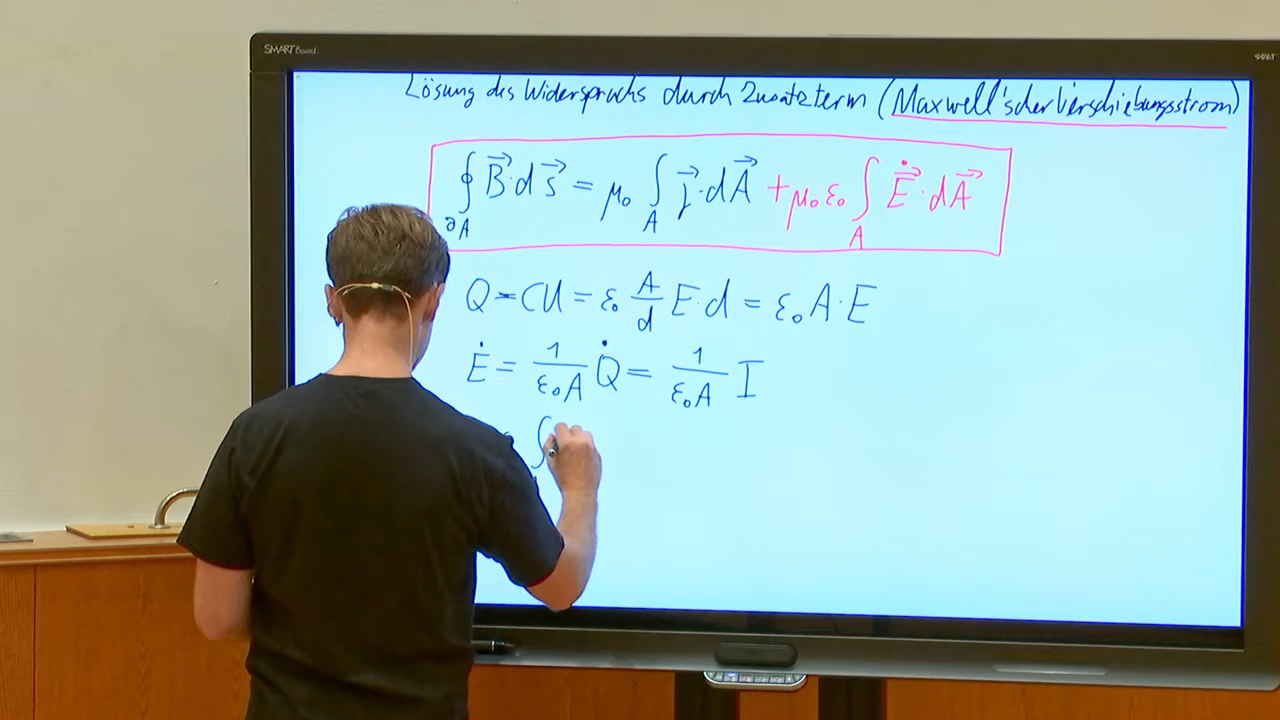 SMART Board
Lösung des Widerspruchs durch Zusatzterm (Maxwell'scher Verschiebungsstrom)
∮∂A B⃗·ds⃗ = μ₀ ∫A j⃗·dA⃗ + μ₀ε₀ ∫A Ė⃗·dA⃗
Q = CU = ε₀ A/d E·d = ε₀ A·E
Ė = 1/(ε₀A) Q̇ = 1/(ε₀A) I
∫